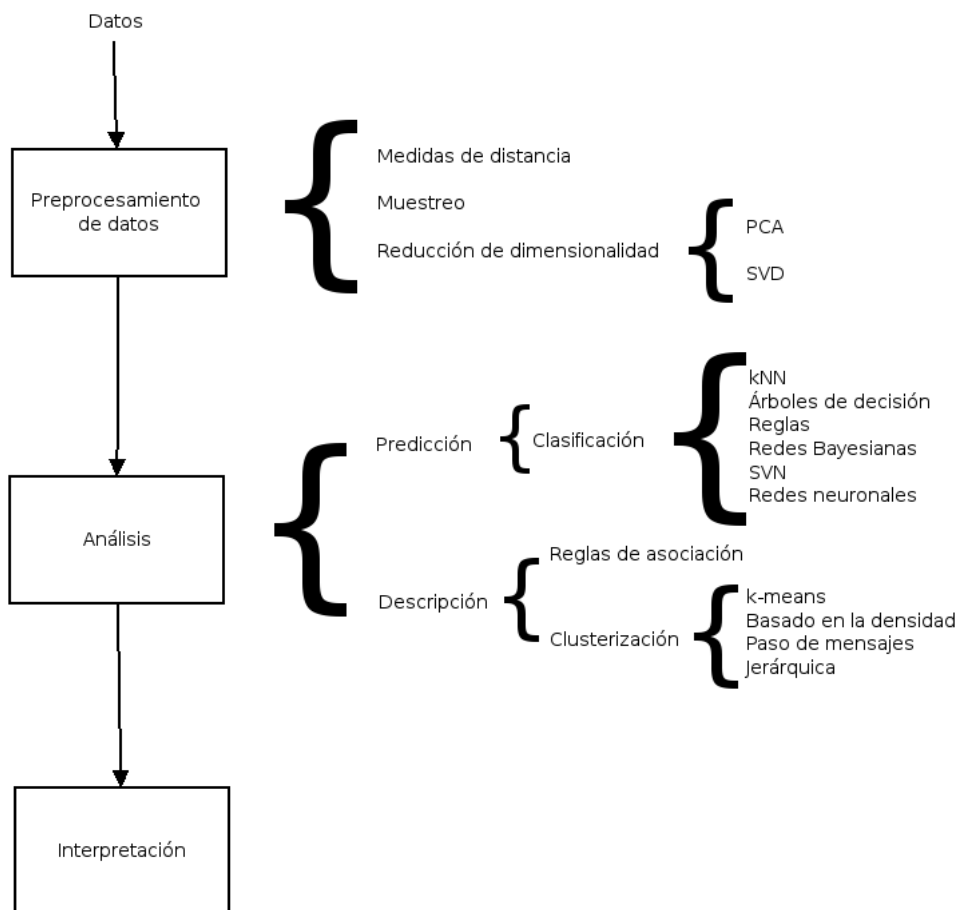 Datos
Preprocesamiento
de datos
Medidas de distancia
Muestreo
Reducción de dimensionalidad
PCA
SVD
Análisis
Predicción
Clasificación
kNN
Árboles de decisión
Reglas
Redes Bayesianas
SVN
Redes neuronales
Descripción
Reglas de asociación
Clusterización
k-means
Basado en la densidad
Paso de mensajes
Jerárquica
Interpretación